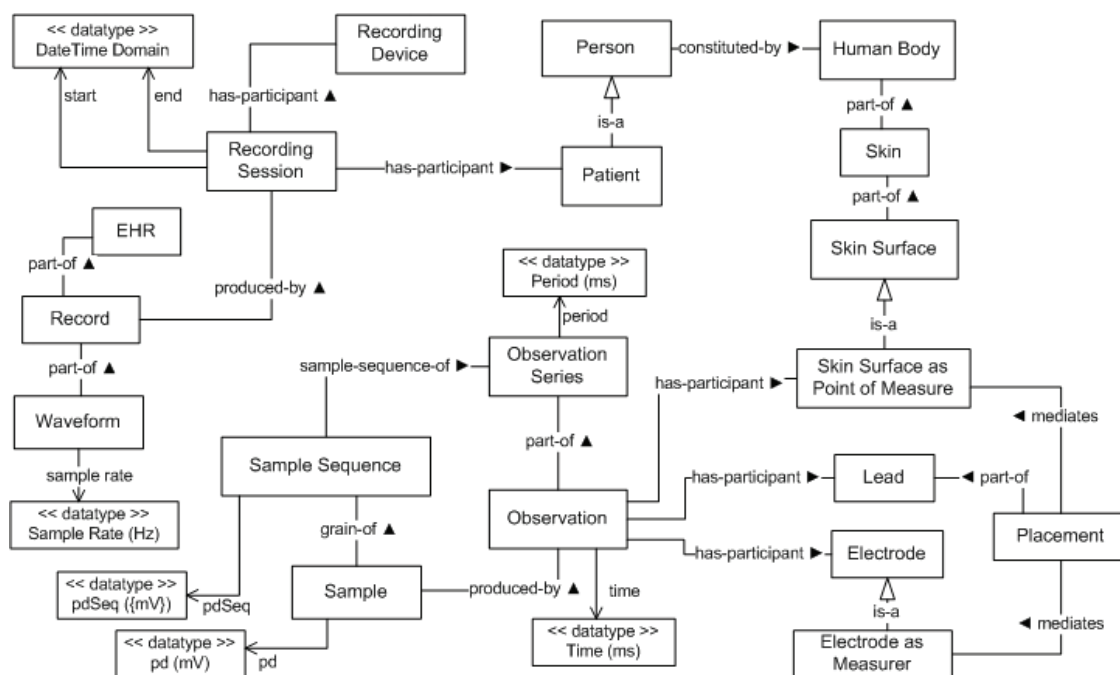 << datatype >>
DateTime Domain
Recording
Device
Person
constituted-by ►
Human Body
start
end
has-participant ▲
part-of ▲
is-a
Recording
Session
has-participant ►
Patient
Skin
part-of ▲
EHR
Skin Surface
part-of ▲
<< datatype >>
Period (ms)
produced-by ▲
Record
period
is-a
part-of ▲
sample-sequence-of ►
Observation
Series
has-participant ►
Skin Surface as
Point of Measure
Waveform
◄ mediates
part-of ▲
sample rate
Sample Sequence
has-participant ►
Lead
◄ part-of
<< datatype >>
Sample Rate (Hz)
grain-of ▲
Observation
Placement
has-participant ►
Electrode
<< datatype >>
pdSeq ({mV})
pdSeq
Sample
produced-by ▲
time
is-a
◄ mediates
<< datatype >>
pd (mV)
pd
<< datatype >>
Time (ms)
Electrode as
Measurer